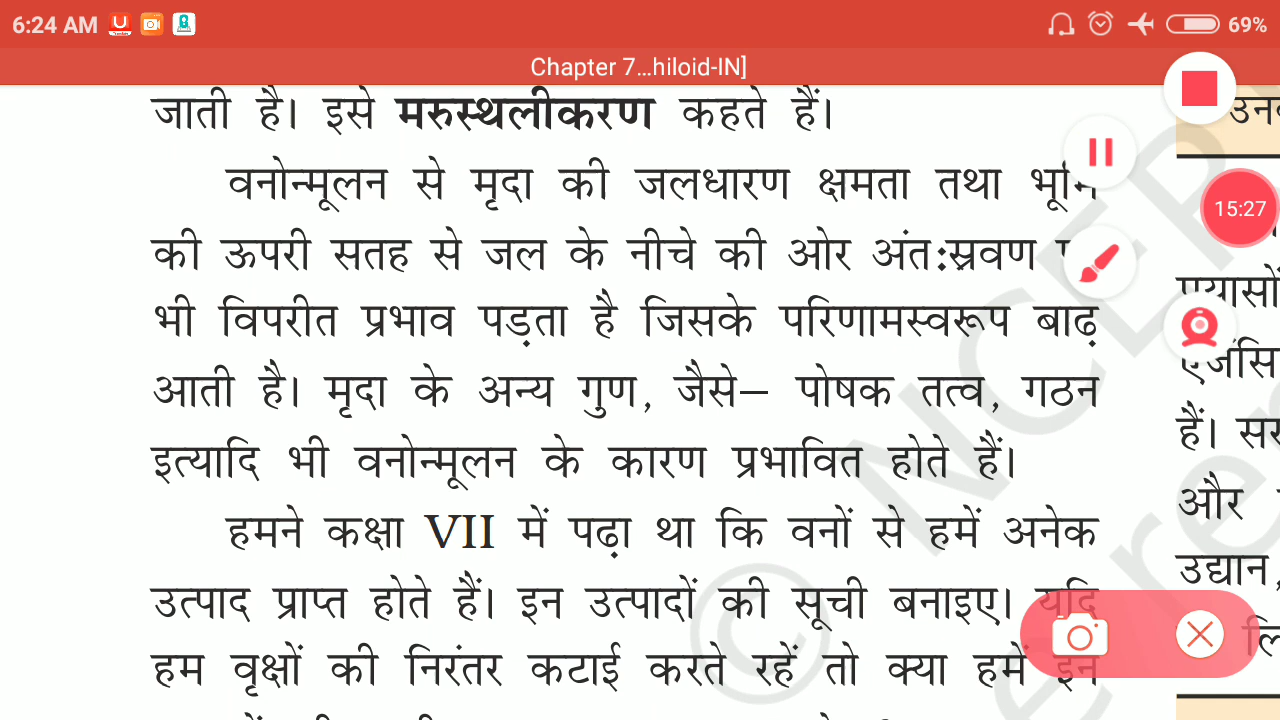 6:24 AM
69%
Chapter 7...hiloid-IN]
जाती है। इसे मरुस्थलीकरण कहते हैं।
वनोन्मूलन से मृदा की जलधारण क्षमता तथा भूमि
की ऊपरी सतह से जल के नीचे की ओर अंत:स्रवण
भी विपरीत प्रभाव पड़ता है जिसके परिणामस्वरूप बाढ़
आती है। मृदा के अन्य गुण, जैसे– पोषक तत्व, गठन
इत्यादि भी वनोन्मूलन के कारण प्रभावित होते हैं।
हमने कक्षा VII में पढ़ा था कि वनों से हमें अनेक
उत्पाद प्राप्त होते हैं। इन उत्पादों की सूची बनाइए। यदि
हम वृक्षों की निरंतर कटाई करते रहें तो क्या हमें इन
15:27
हैं।
और
उद्यान,
© NCER